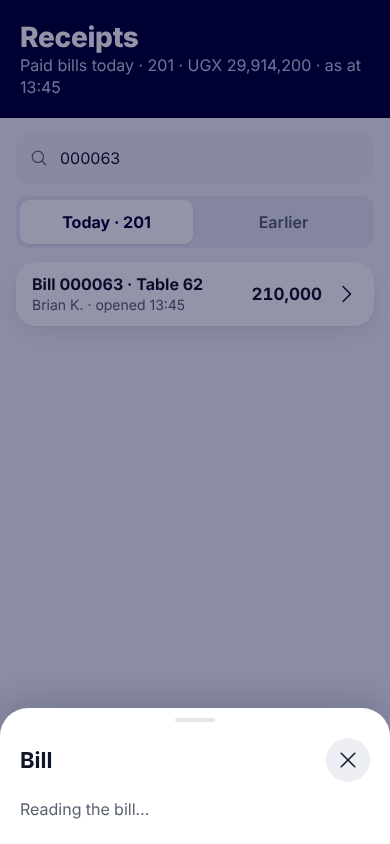 Receipts
Paid bills today · 201 · UGX 29,914,200 · as at
13:45
000063
Today · 201
Earlier
Bill 000063 · Table 62
210,000
Brian K. · opened 13:45
Bill
Reading the bill...